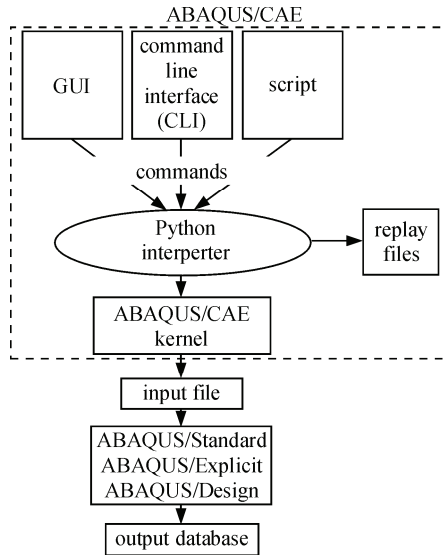 ABAQUS/CAE
GUI
command
line
interface
(CLI)
script
commands
Python
interperter
replay
files
ABAQUS/CAE
kernel
input file
ABAQUS/Standard
ABAQUS/Explicit
ABAQUS/Design
output database